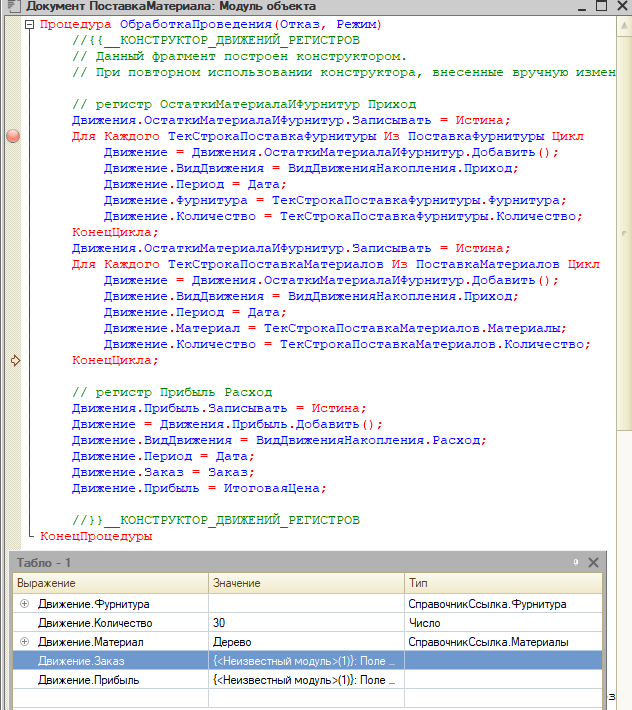 Документ ПоставкаМатериала: Модуль объекта
Процедура ОбработкаПроведения(Отказ, Режим)
//{{__КОНСТРУКТОР_ДВИЖЕНИЙ_РЕГИСТРОВ
// Данный фрагмент построен конструктором.
// При повторном использовании конструктора, внесенные вручную измен
// регистр ОстаткиМатериалаИФурнитур Приход
Движения.ОстаткиМатериалаИФурнитур.Записывать = Истина;
Для Каждого ТекСтрокаПоставкаФурнитуры Из ПоставкаФурнитуры Цикл
Движение = Движения.ОстаткиМатериалаИФурнитур.Добавить();
Движение.ВидДвижения = ВидДвиженияНакопления.Приход;
Движение.Период = Дата;
Движение.Фурнитура = ТекСтрокаПоставкаФурнитуры.Фурнитура;
Движение.Количество = ТекСтрокаПоставкаФурнитуры.Количество;
КонецЦикла;
Движения.ОстаткиМатериалаИФурнитур.Записывать = Истина;
Для Каждого ТекСтрокаПоставкаМатериалов Из ПоставкаМатериалов Цикл
Движение = Движения.ОстаткиМатериалаИФурнитур.Добавить();
Движение.ВидДвижения = ВидДвиженияНакопления.Приход;
Движение.Период = Дата;
Движение.Материал = ТекСтрокаПоставкаМатериалов.Материалы;
Движение.Количество = ТекСтрокаПоставкаМатериалов.Количество;
КонецЦикла;
// регистр Прибыль Расход
Движения.Прибыль.Записывать = Истина;
Движение = Движения.Прибыль.Добавить();
Движение.ВидДвижения = ВидДвиженияНакопления.Расход;
Движение.Период = Дата;
Движение.Заказ = Заказ;
Движение.Прибыль = ИтоговаяЦена;
//}}__КОНСТРУКТОР_ДВИЖЕНИЙ_РЕГИСТРОВ
КонецПроцедуры
Табло - 1
Выражение Значение Тип
Движение.Фурнитура СправочникСсылка.Фурнитура
Движение.Количество 30 Число
Движение.Материал Дерево СправочникСсылка.Материалы
Движение.Заказ {<Неизвестный модуль>(1)}: Поле ...
Движение.Прибыль {<Неизвестный модуль>(1)}: Поле ...